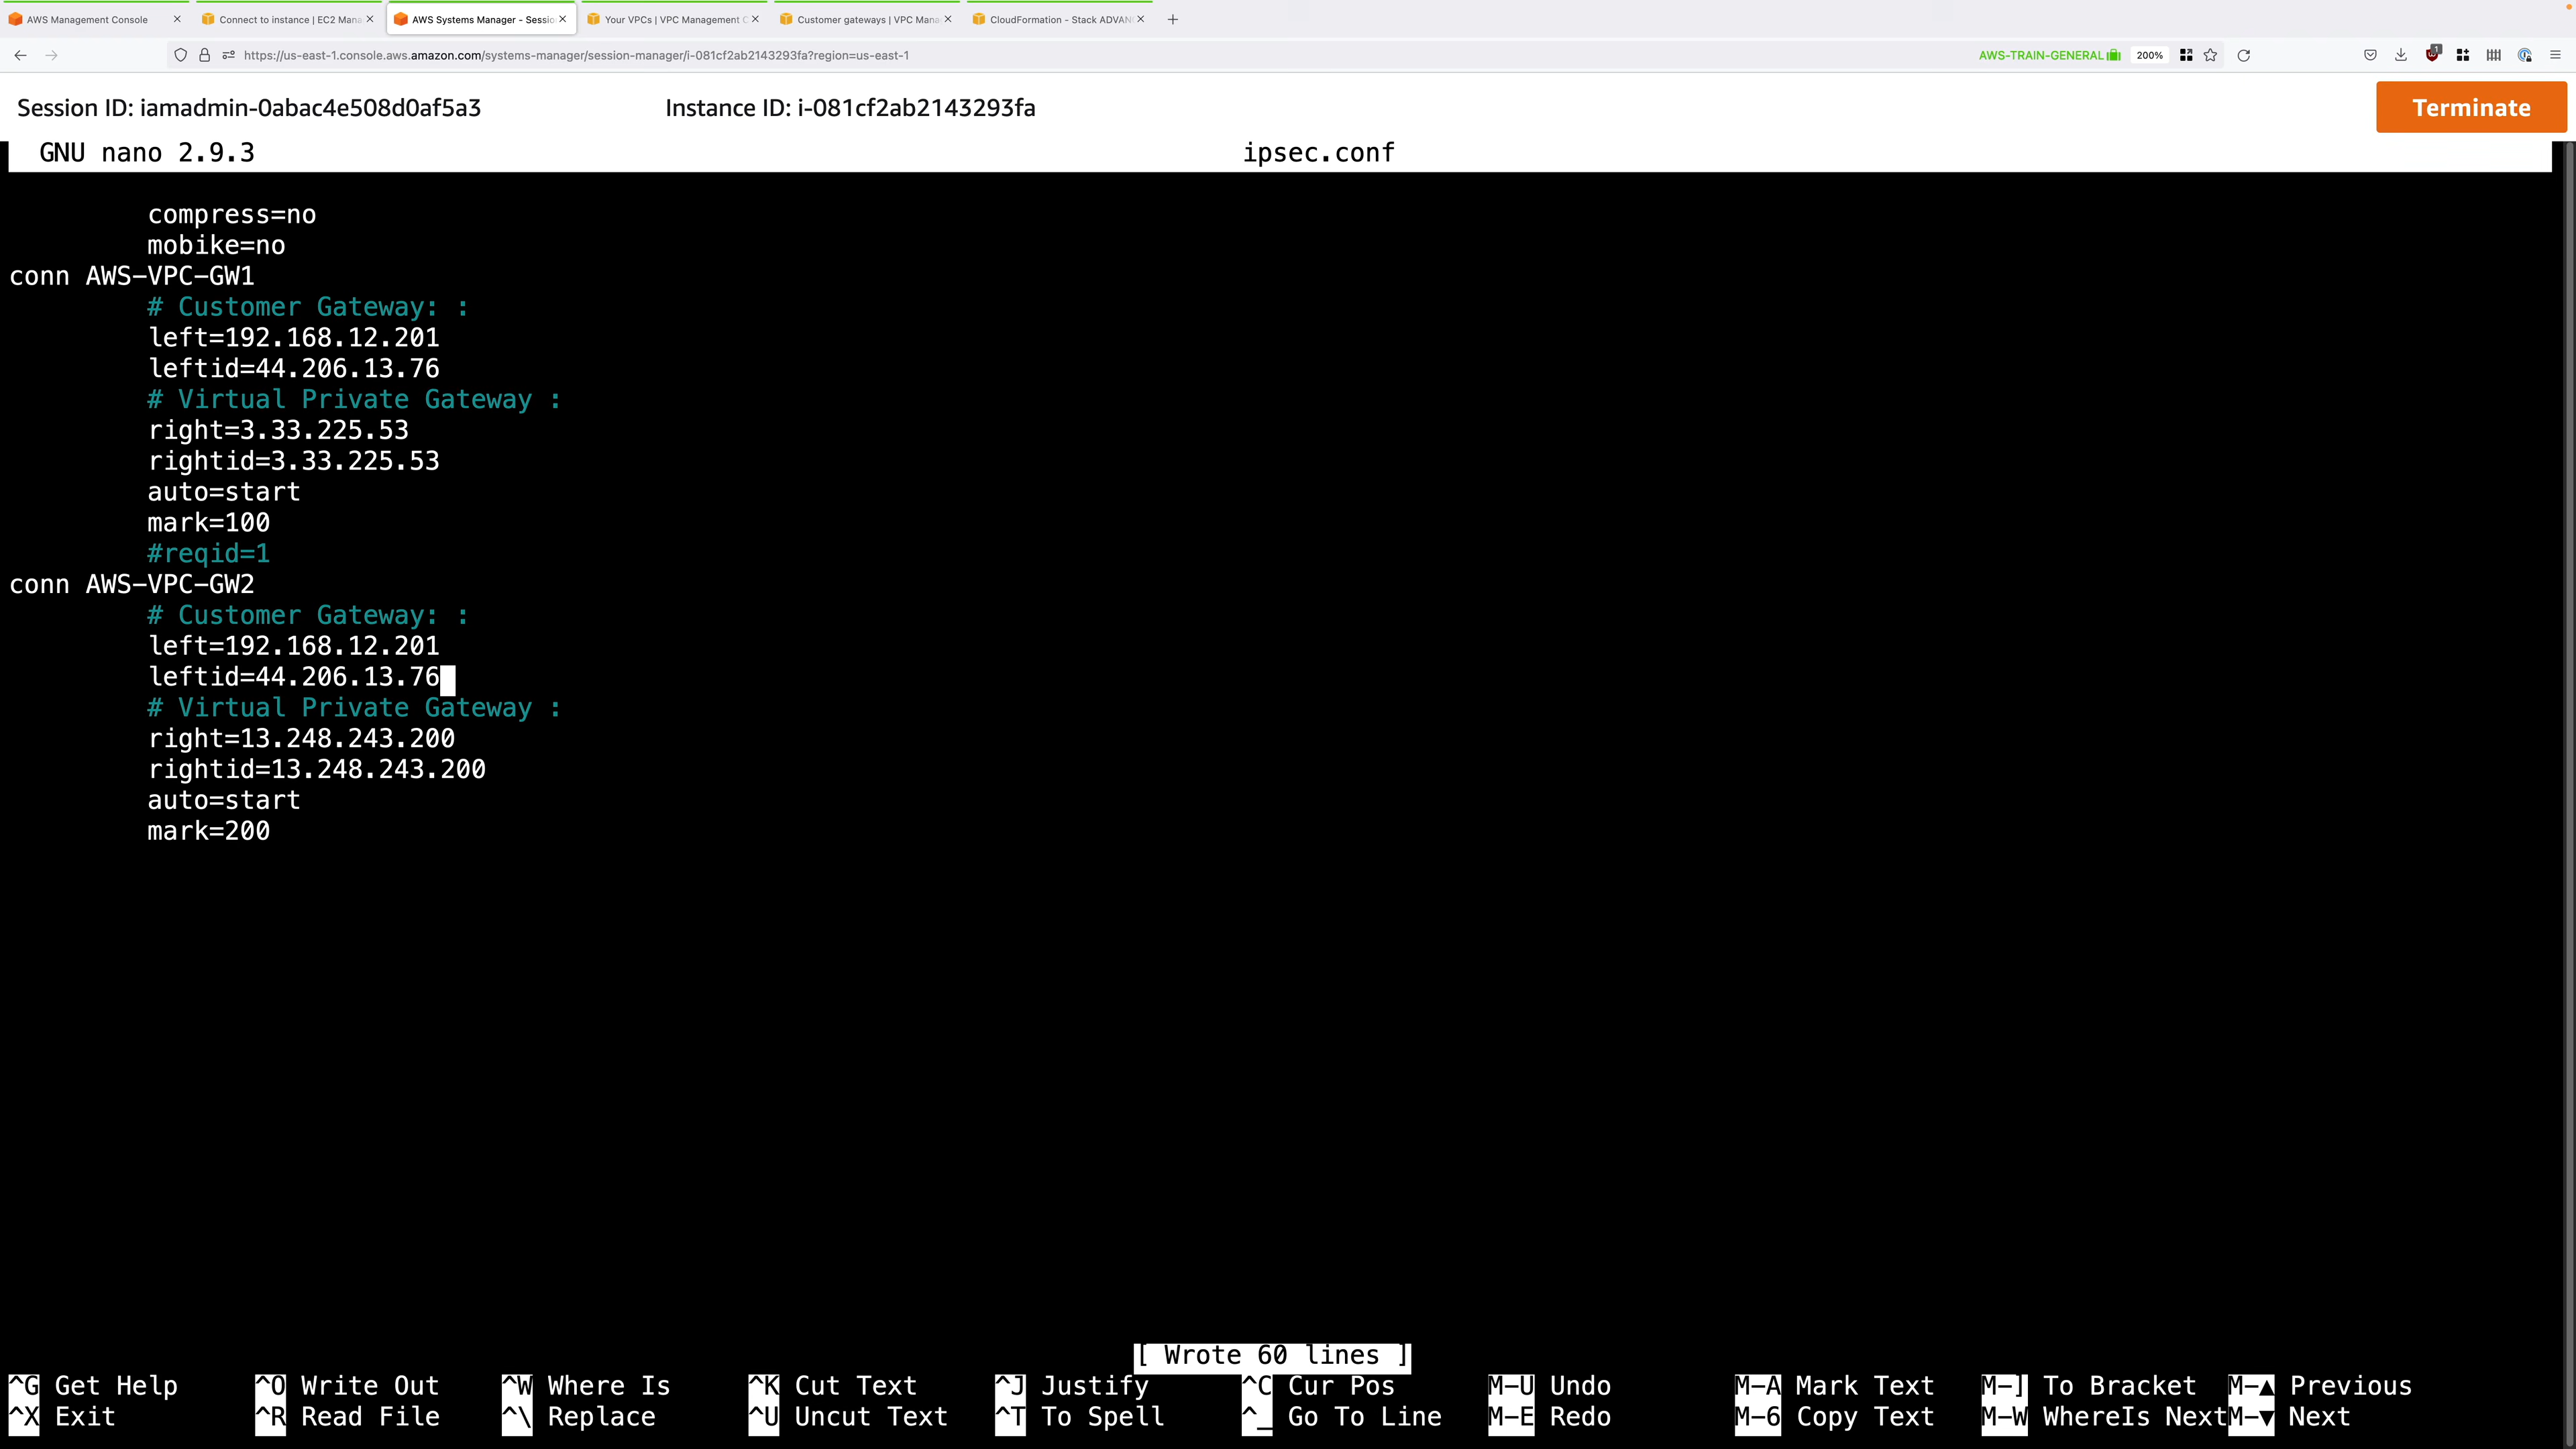 AWS Management Console
Connect to instance | EC2 Mana
AWS Systems Manager - Sessio
Your VPCs | VPC Management C
Customer gateways | VPC Mana
CloudFormation - Stack ADVAN
https://us-east-1.console.aws.amazon.com/systems-manager/session-manager/i-081cf2ab2143293fa?region=us-east-1
AWS-TRAIN-GENERAL
200%
1
Session ID: iamadmin-0abac4e508d0af5a3
Instance ID: i-081cf2ab2143293fa
Terminate
GNU nano 2.9.3 ipsec.conf
compress=no
mobike=no
conn AWS-VPC-GW1
# Customer Gateway: :
left=192.168.12.201
leftid=44.206.13.76
# Virtual Private Gateway :
right=3.33.225.53
rightid=3.33.225.53
auto=start
mark=100
#reqid=1
conn AWS-VPC-GW2
# Customer Gateway: :
left=192.168.12.201
leftid=44.206.13.76
# Virtual Private Gateway :
right=13.248.243.200
rightid=13.248.243.200
auto=start
mark=200
[ Wrote 60 lines ]
^G Get Help ^O Write Out ^W Where Is ^K Cut Text ^J Justify ^C Cur Pos M-U Undo M-A Mark Text M-] To Bracket M-▲ Previous
^X Exit ^R Read File ^\ Replace ^U Uncut Text ^T To Spell ^_ Go To Line M-E Redo M-6 Copy Text M-W WhereIs Next M-▼ Next